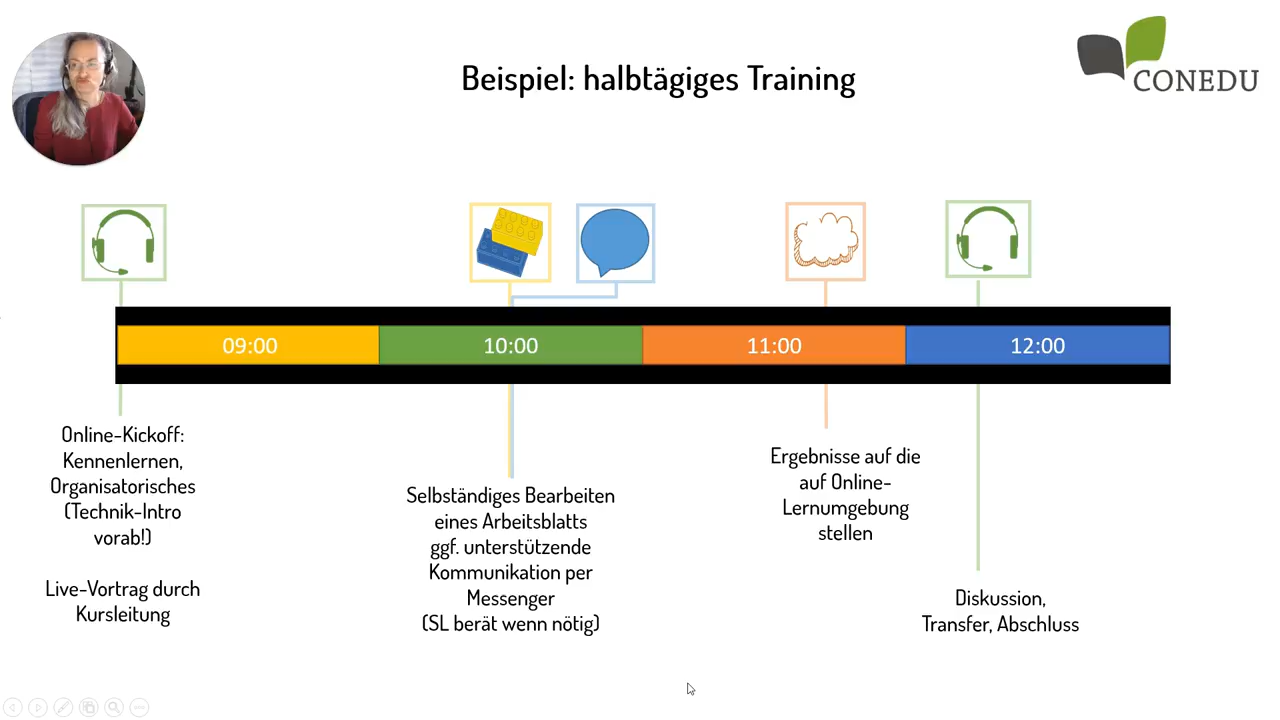 Beispiel: halbtägiges Training
CONEDU
09:00
10:00
11:00
12:00
Online-Kickoff:
Kennenlernen,
Organisatorisches
(Technik-Intro
vorab!)
Live-Vortrag durch
Kursleitung
Selbständiges Bearbeiten
eines Arbeitsblatts
ggf. unterstützende
Kommunikation per
Messenger
(SL berät wenn nötig)
Ergebnisse auf die
auf Online-
Lernumgebung
stellen
Diskussion,
Transfer, Abschluss